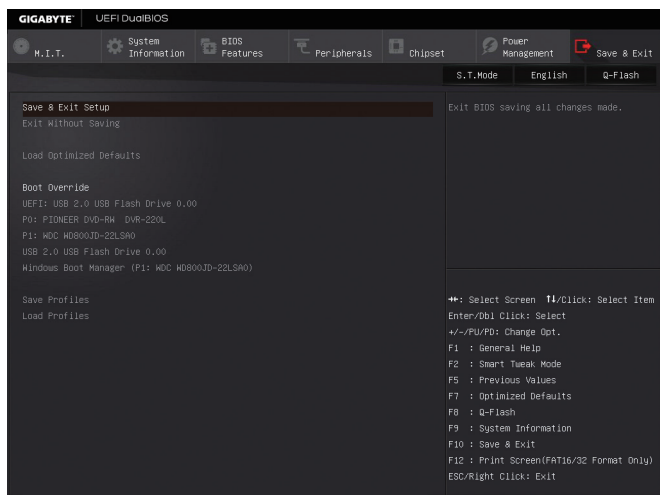 GIGABYTE™ UEFI DualBIOS
M.I.T.
System Information
BIOS Features
Peripherals
Chipset
Power Management
Save & Exit
S.T.Mode English Q-Flash
Save & Exit Setup
Exit Without Saving
Load Optimized Defaults
Boot Override
UEFI: USB 2.0 USB Flash Drive 0.00
P0: PIONEER DVD-RW DVR-220L
P1: WDC WD800JD-22LSA0
USB 2.0 USB Flash Drive 0.00
Windows Boot Manager (P1: WDC WD800JD-22LSA0)
Save Profiles
Load Profiles
Exit BIOS saving all changes made.
→←: Select Screen ↑↓/Click: Select Item
Enter/Dbl Click: Select
+/-/PU/PD: Change Opt.
F1 : General Help
F2 : Smart Tweak Mode
F5 : Previous Values
F7 : Optimized Defaults
F8 : Q-Flash
F9 : System Information
F10 : Save & Exit
F12 : Print Screen(FAT16/32 Format Only)
ESC/Right Click: Exit